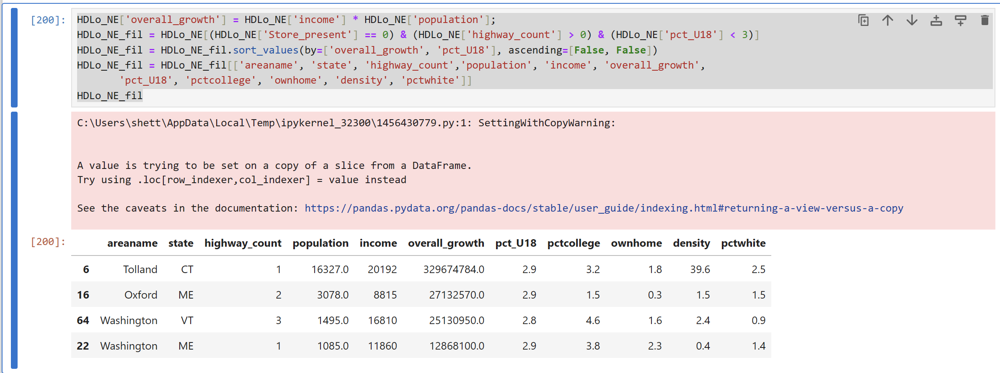 [200]:
HDLo_NE['overall_growth'] = HDLo_NE['income'] * HDLo_NE['population'];
HDLo_NE_fil = HDLo_NE[(HDLo_NE['Store_present'] == 0) & (HDLo_NE['highway_count'] > 0) & (HDLo_NE['pct_U18'] < 3)]
HDLo_NE_fil = HDLo_NE_fil.sort_values(by=['overall_growth', 'pct_U18'], ascending=[False, False])
HDLo_NE_fil = HDLo_NE_fil[['areaname', 'state', 'highway_count','population', 'income', 'overall_growth',
       'pct_U18', 'pctcollege', 'ownhome', 'density', 'pctwhite']]
HDLo_NE_fil
C:\Users\shett\AppData\Local\Temp\ipykernel_32300\1456430779.py:1: SettingWithCopyWarning:
A value is trying to be set on a copy of a slice from a DataFrame.
Try using .loc[row_indexer,col_indexer] = value instead
See the caveats in the documentation: https://pandas.pydata.org/pandas-docs/stable/user_guide/indexing.html#returning-a-view-versus-a-copy
[200]:
areaname state highway_count population income overall_growth pct_U18 pctcollege ownhome density pctwhite
6 Tolland CT 1 16327.0 20192 329674784.0 2.9 3.2 1.8 39.6 2.5
16 Oxford ME 2 3078.0 8815 27132570.0 2.9 1.5 0.3 1.5 1.5
64 Washington VT 3 1495.0 16810 25130950.0 2.8 4.6 1.6 2.4 0.9
22 Washington ME 1 1085.0 11860 12868100.0 2.9 3.8 2.3 0.4 1.4